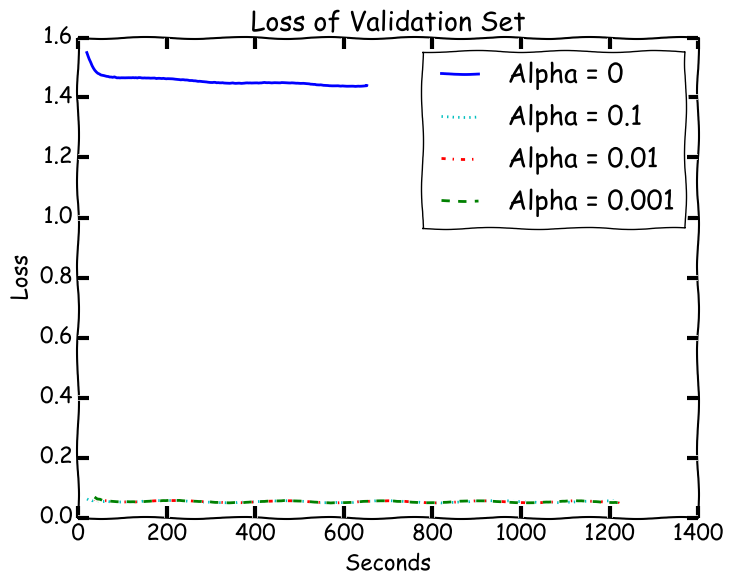 Loss of Validation Set
1.6
1.4
1.2
1.0
0.8
0.6
0.4
0.2
0.0
Loss
Alpha = 0
Alpha = 0.1
Alpha = 0.01
Alpha = 0.001
0 200 400 600 800 1000 1200 1400
Seconds